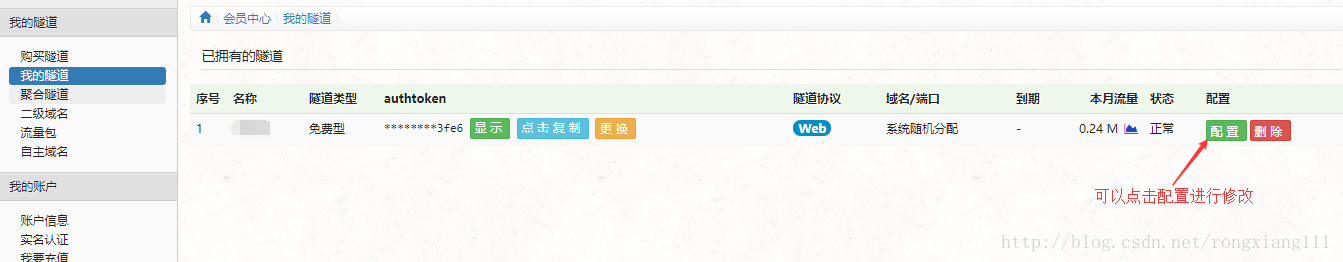 我的隧道
购买隧道
我的隧道
聚合隧道
二级域名
流量包
自主域名
我的账户
账户信息
实名认证
我要充值
会员中心 \ 我的隧道 \
已拥有的隧道
序号 名称 隧道类型 authtoken 隧道协议 域名/端口 到期 本月流量 状态 配置
1 免费型 ********3fe6 显示 点击复制 更换 Web 系统随机分配 - 0.24 M 正常 配置 删除
可以点击配置进行修改
http://blog.csdn.net/rongxiang111